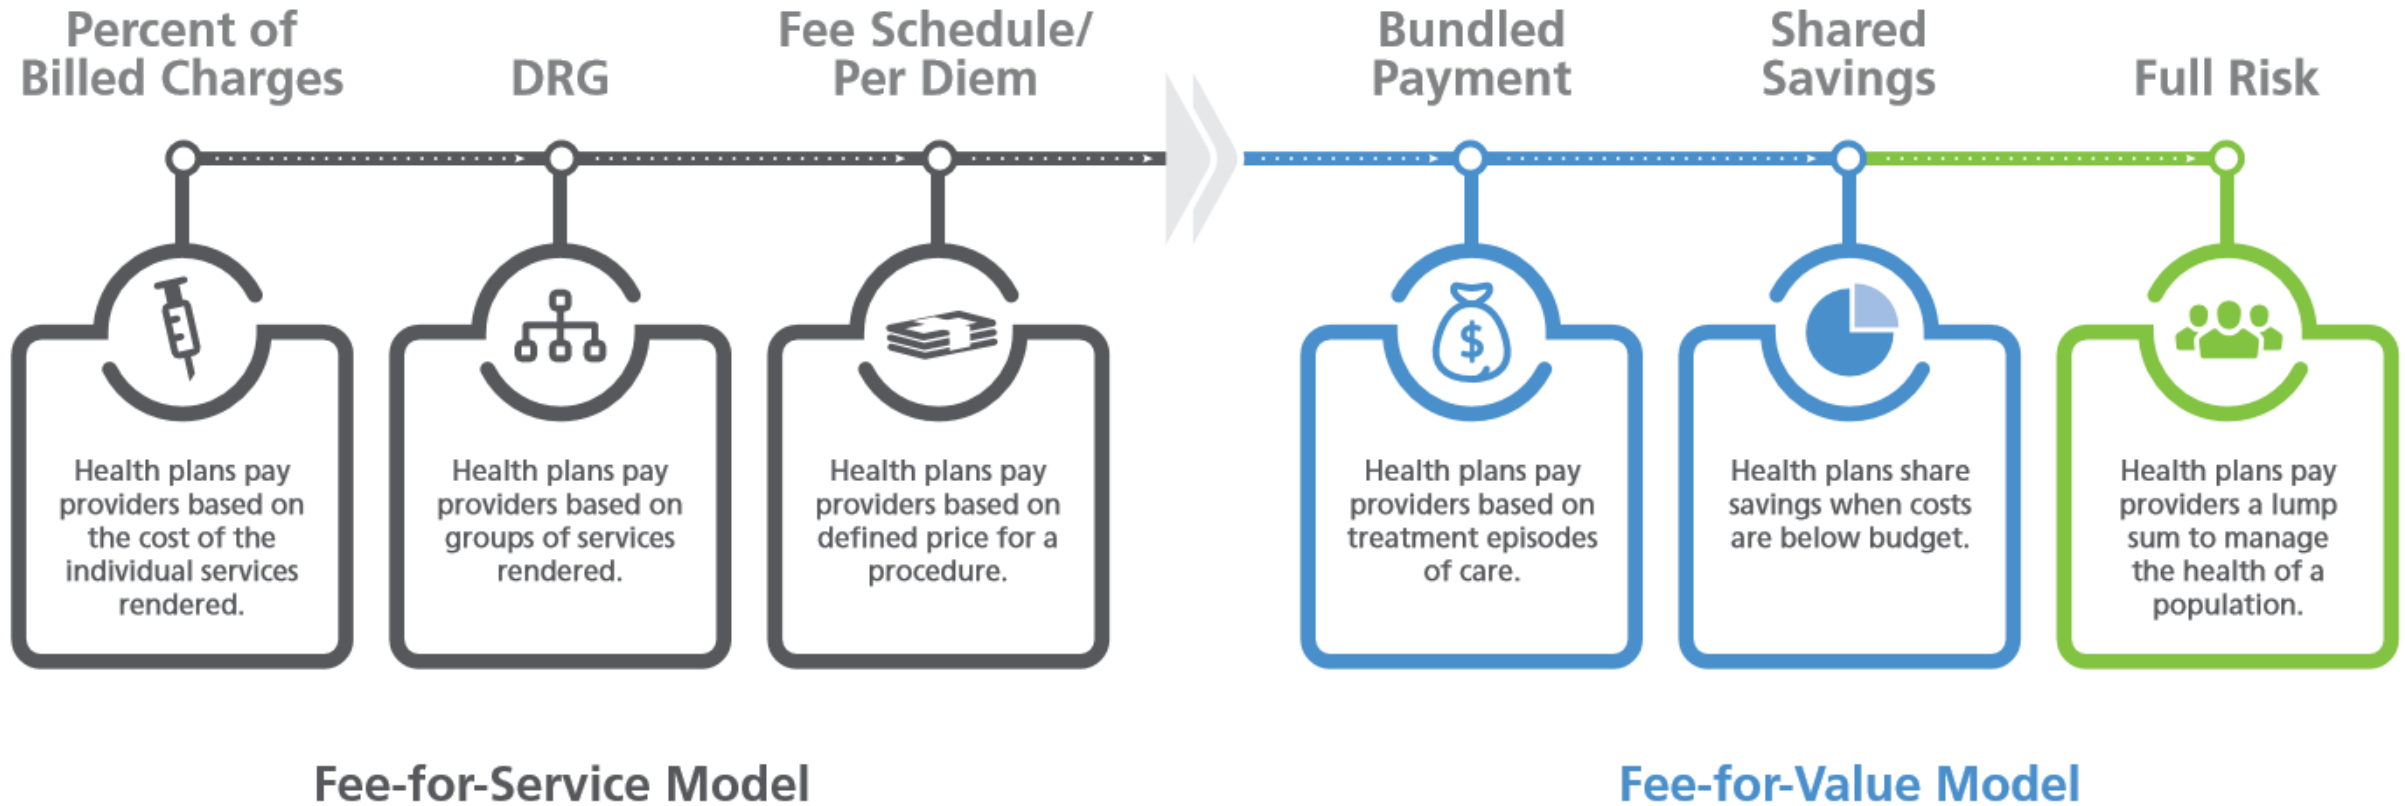 Percent of
Billed Charges
DRG
Fee Schedule/
Per Diem
Bundled
Payment
Shared
Savings
Full Risk
Health plans pay
providers based on
the cost of the
individual services
rendered.
Health plans pay
providers based on
groups of services
rendered.
Health plans pay
providers based on
defined price for a
procedure.
$
Health plans pay
providers based on
treatment episodes
of care.
Health plans share
savings when costs
are below budget.
Health plans pay
providers a lump
sum to manage
the health of a
population.
Fee-for-Service Model
Fee-for-Value Model